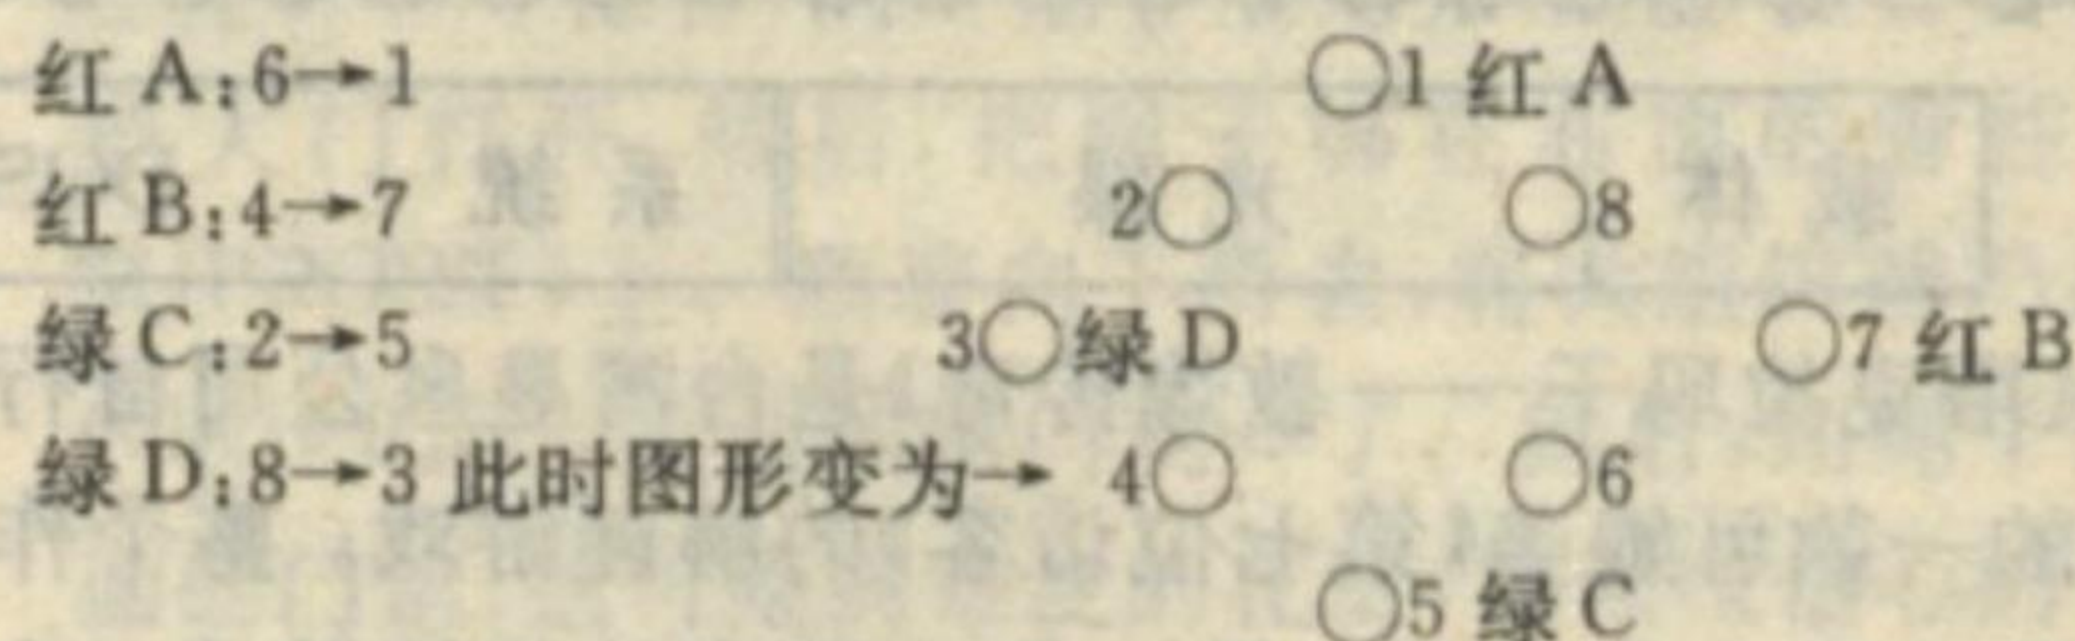 红 A:6→1 ○1 红 A
红 B:4→7 2○ ○8
绿 C:2→5 3○绿 D ○7 红 B
绿 D:8→3 此时图形变为→ 4○ ○6
○5 绿 C